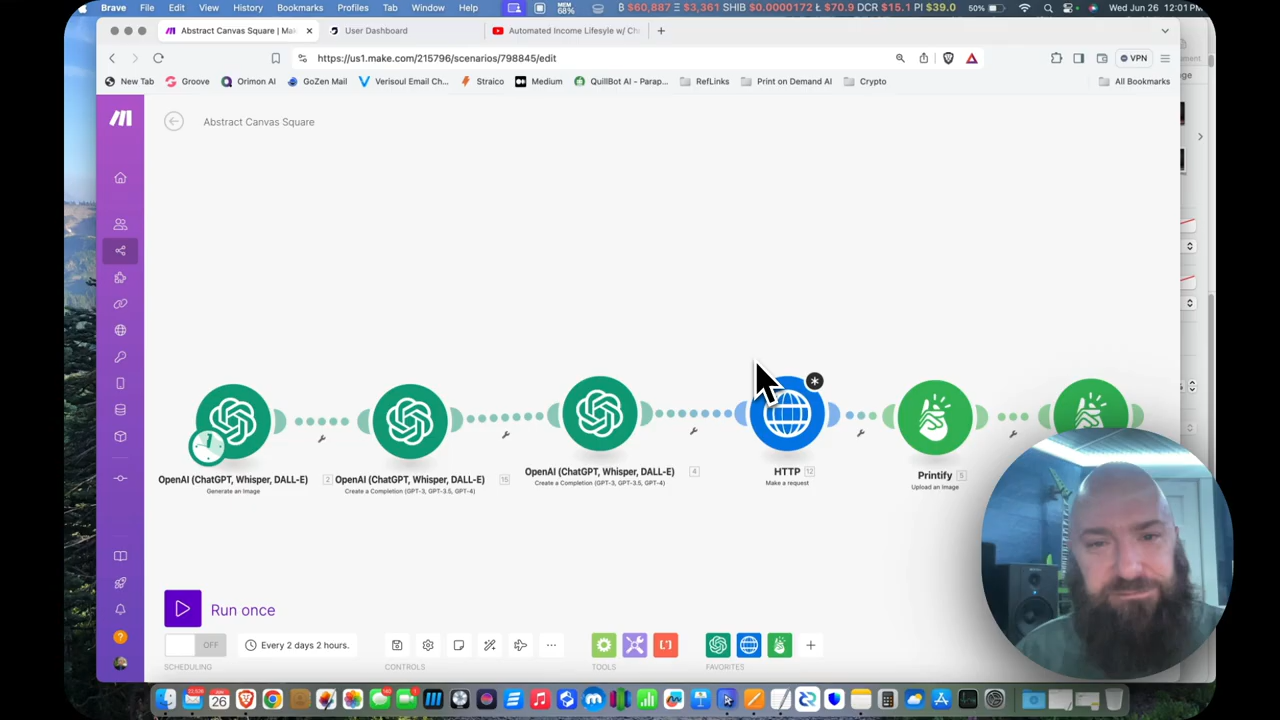 Brave File Edit View History Bookmarks Profiles Tab Window Help MEM 68% ₿ $60,887 Ξ $3,361 SHIB $0.0000172 Ł $70.9 DCR $15.1 PI $39.0 50% Wed Jun 26 12:01 PM
Abstract Canvas Square | Ma
User Dashboard
Automated Income Lifesyle w/ Ch
https://us1.make.com/215796/scenarios/798845/edit
VPN
New Tab
Groove
Orimon AI
GoZen Mail
Verisoul Email Ch...
Straico
Medium
QuillBot AI - Parap...
RefLinks
Print on Demand AI
Crypto
All Bookmarks
Abstract Canvas Square
OpenAI (ChatGPT, Whisper, DALL-E) 2
Generate an Image
OpenAI (ChatGPT, Whisper, DALL-E) 15
Create a Completion (GPT-3, GPT-3.5, GPT-4)
OpenAI (ChatGPT, Whisper, DALL-E) 4
Create a Completion (GPT-3, GPT-3.5, GPT-4)
HTTP 12
Make a request
Printify 5
Upload an Image
Run once
OFF
Every 2 days 2 hours.
SCHEDULING
CONTROLS
TOOLS
FAVORITES